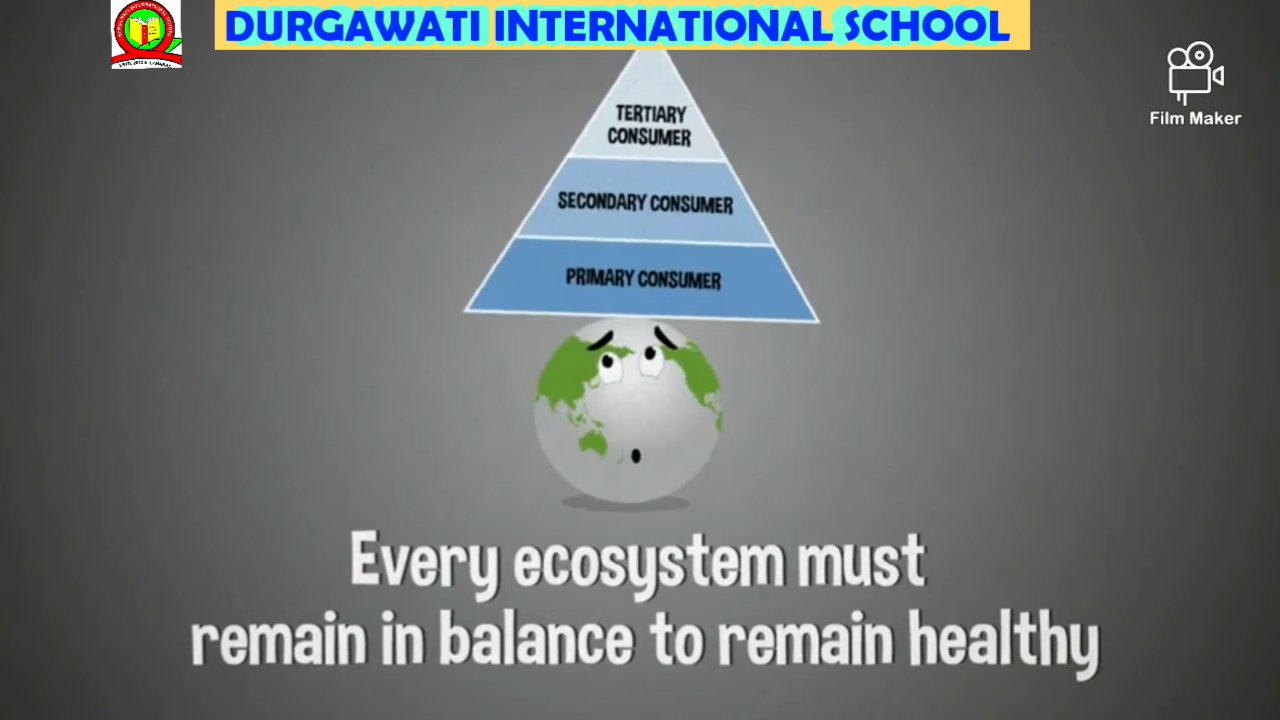 DURGAWATI INTERNATIONAL SCHOOL
Film Maker
TERTIARY
CONSUMER
SECONDARY CONSUMER
PRIMARY CONSUMER
Every ecosystem must
remain in balance to remain healthy